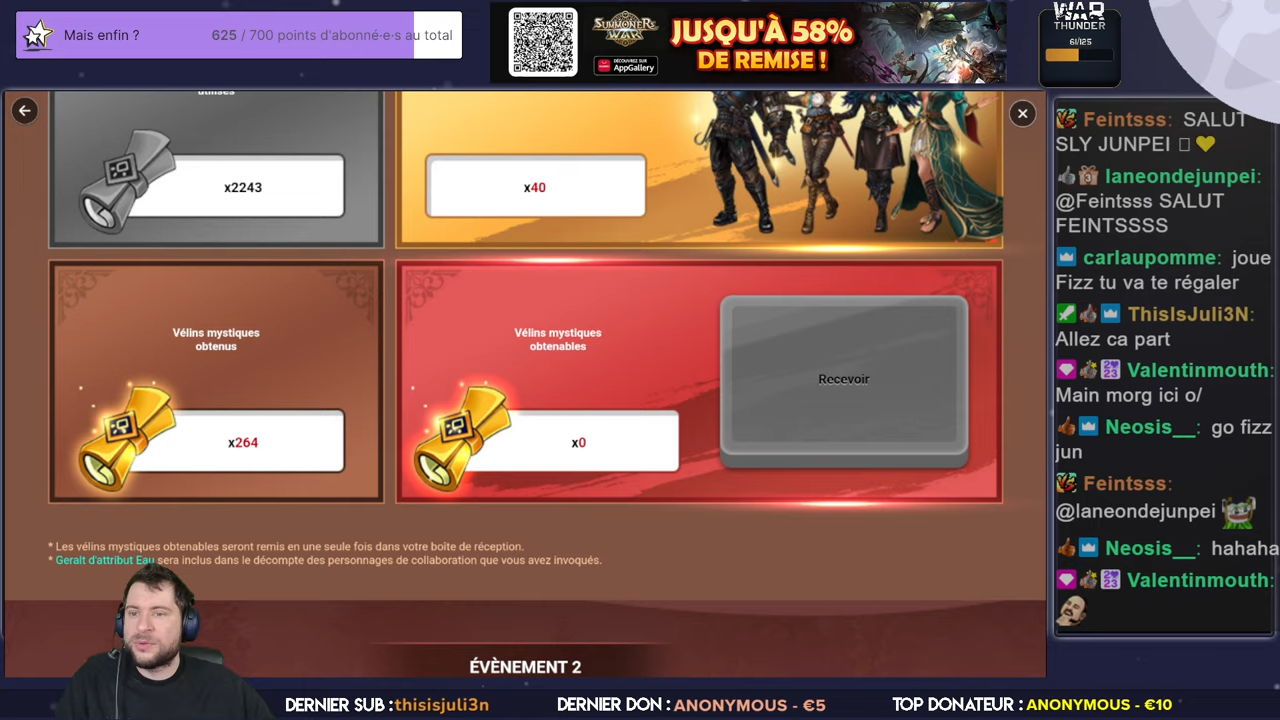 Mais enfin ?
625 / 700 points d'abonné·e·s au total
SUMMONERS WAR
DÉCOUVREZ-LE SUR
AppGallery
JUSQU'À 58%
DE REMISE !
WAR
THUNDER
61/125
utilisés
x2243
x40
Vélins mystiques
obtenus
x264
Vélins mystiques
obtenables
x0
Recevoir
* Les vélins mystiques obtenables seront remis en une seule fois dans votre boîte de réception.
* Geralt d'attribut Eau sera inclus dans le décompte des personnages de collaboration que vous avez invoqués.
ÉVÈNEMENT 2
Feintsss: SALUT
SLY JUNPEI 💛
laneondejunpei:
@Feintsss SALUT
FEINTSSSS
carlaupomme: joue
Fizz tu va te régaler
ThisIsJuli3N:
Allez ca part
Valentinmouth:
Main morg ici o/
Neosis__: go fizz
jun
Feintsss:
@laneondejunpei
Neosis__: hahaha
Valentinmouth:
DERNIER SUB : thisisjuli3n
DERNIER DON : ANONYMOUS - €5
TOP DONATEUR : ANONYMOUS - €10